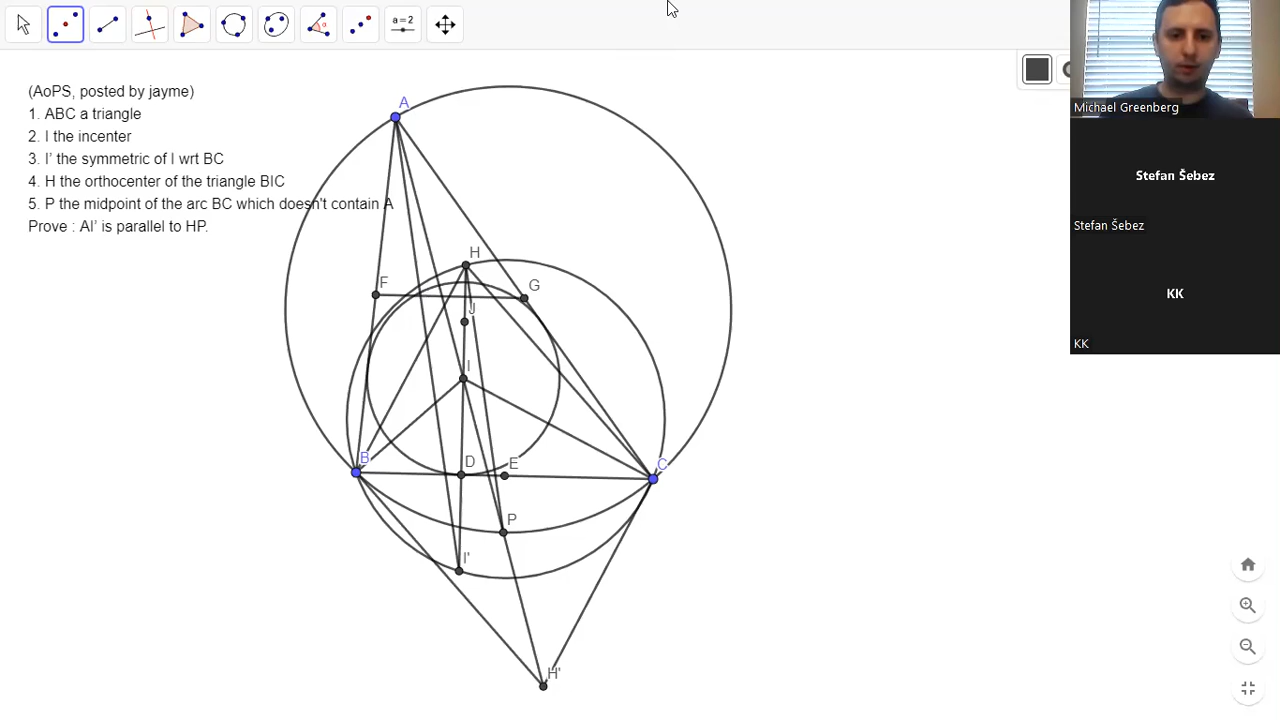 a=2
(AoPS, posted by jayme)
1. ABC a triangle
2. I the incenter
3. I’ the symmetric of I wrt BC
4. H the orthocenter of the triangle BIC
5. P the midpoint of the arc BC which doesn't contain A
Prove : AI’ is parallel to HP.
A
H
F
G
J
I
B
D
E
C
P
I'
H'
Michael Greenberg
Stefan Šebez
Stefan Šebez
KK
KK